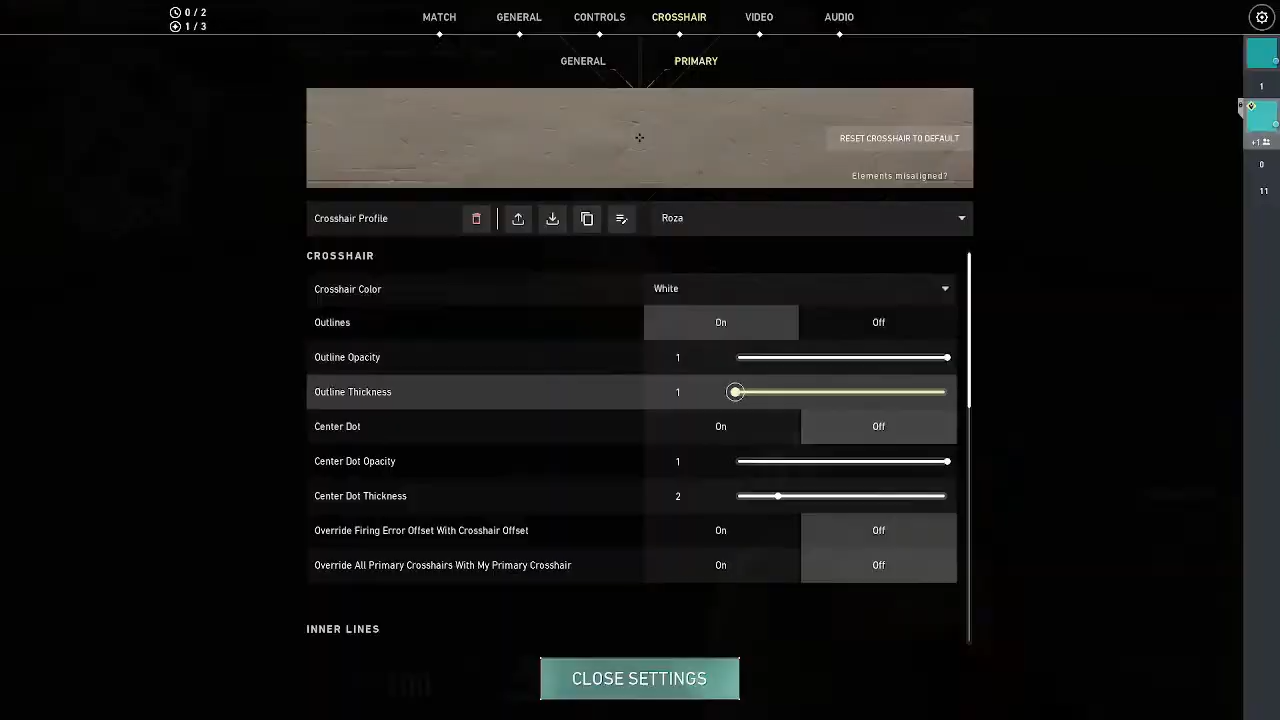 0 / 2
1 / 3
MATCH GENERAL CONTROLS CROSSHAIR VIDEO AUDIO
GENERAL PRIMARY
RESET CROSSHAIR TO DEFAULT
Elements misaligned?
Crosshair Profile Roza
CROSSHAIR
Crosshair Color White
Outlines On Off
Outline Opacity 1
Outline Thickness 1
Center Dot On Off
Center Dot Opacity 1
Center Dot Thickness 2
Override Firing Error Offset With Crosshair Offset On Off
Override All Primary Crosshairs With My Primary Crosshair On Off
INNER LINES
CLOSE SETTINGS
1
+1
0
11